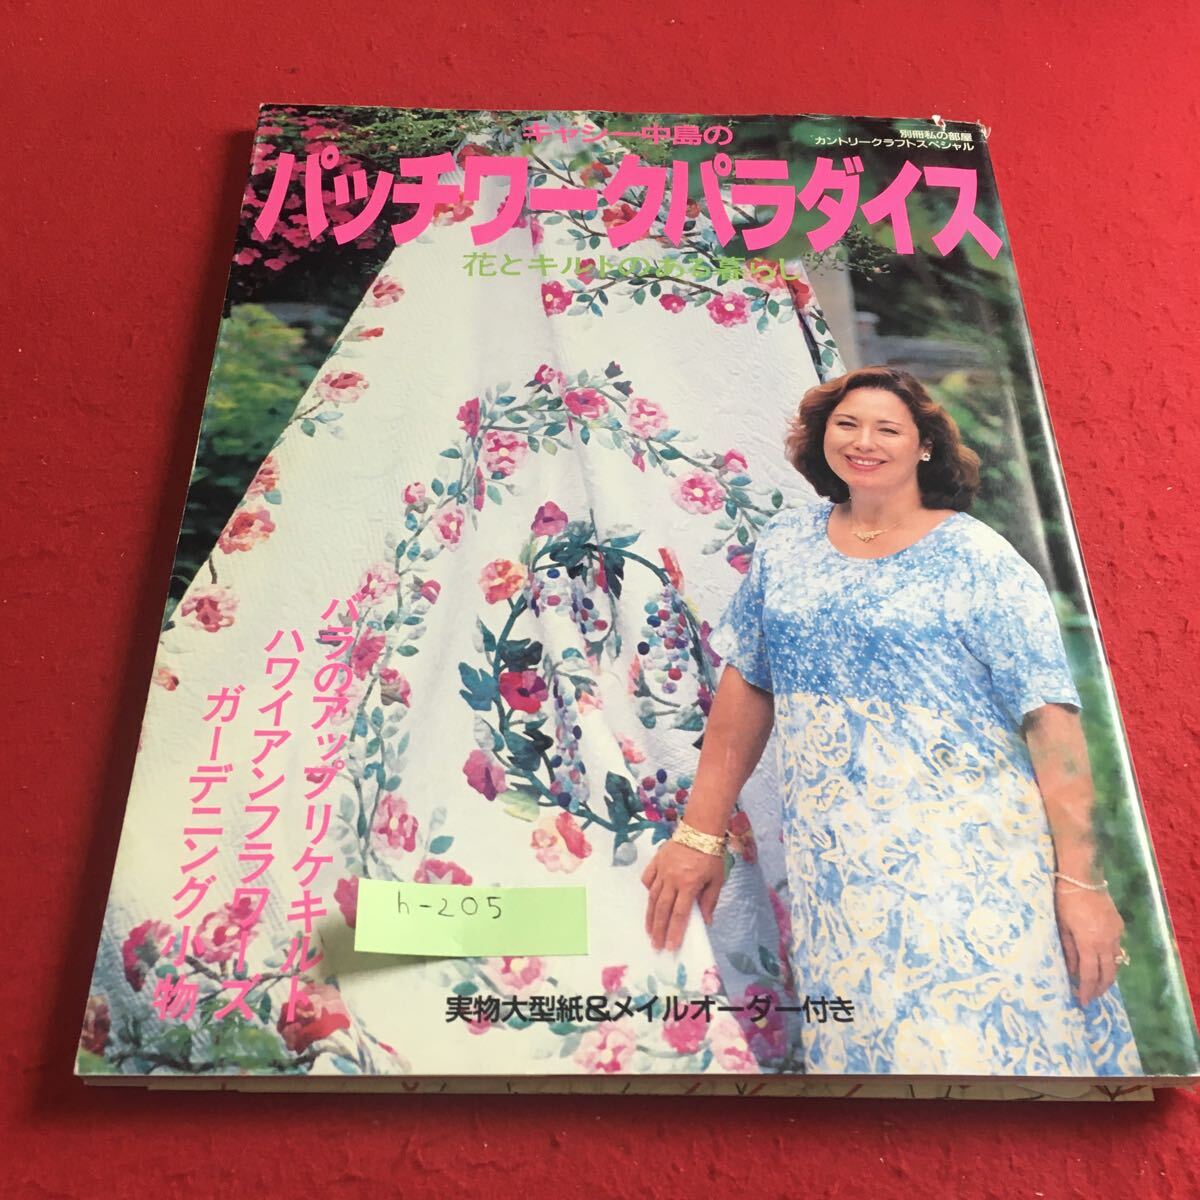 別冊私の部屋
カントリークラフトスペシャル
キャシー中島の
パッチワークパラダイス
花とキルトのある暮らし
バラのアップリケキルト
ハワイアンフラワーズ
ガーデニング小物
h-205
実物大型紙&メイルオーダー付き